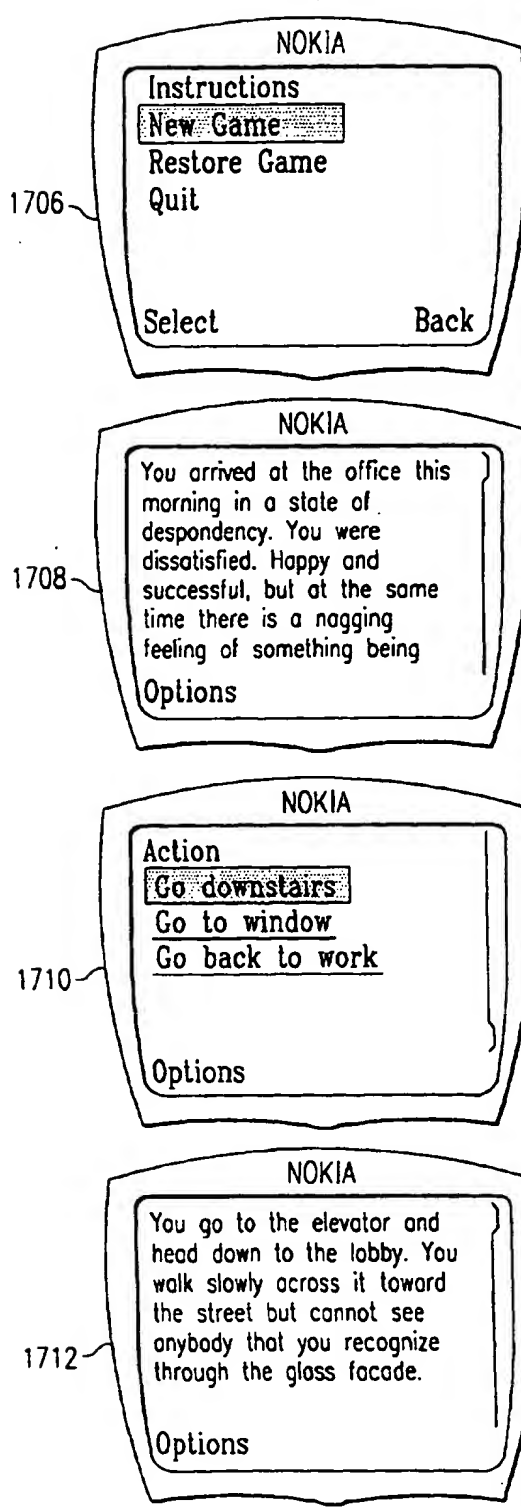 NOKIA
Instructions
New Game
Restore Game
Quit
1706
Select Back
NOKIA
You arrived at the office this
morning in a state of
despondency. You were
dissatisfied. Happy and
successful, but at the same
time there is a nagging
feeling of something being
1708
Options
NOKIA
Action
Go downstairs
Go to window
Go back to work
1710
Options
NOKIA
You go to the elevator and
head down to the lobby. You
walk slowly across it toward
the street but cannot see
anybody that you recognize
through the glass facade.
1712
Options